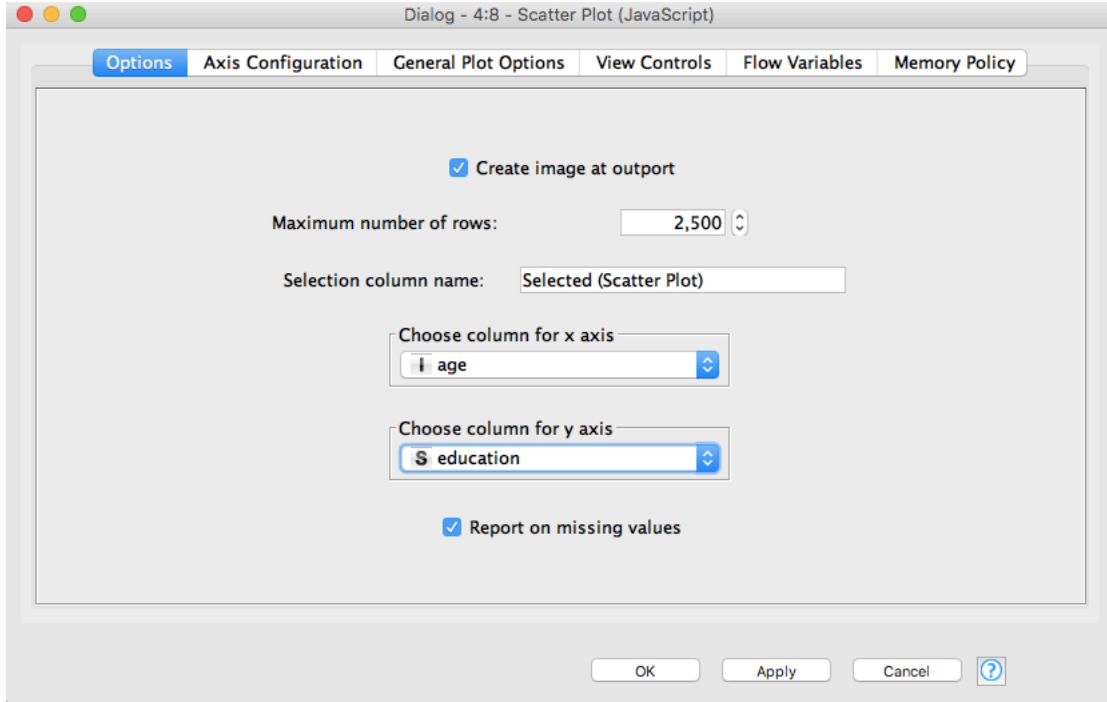 Dialog - 4:8 - Scatter Plot (JavaScript)
Options Axis Configuration General Plot Options View Controls Flow Variables Memory Policy
Create image at outport
Maximum number of rows: 2,500
Selection column name: Selected (Scatter Plot)
Choose column for x axis
I age
Choose column for y axis
S education
Report on missing values
OK Apply Cancel ?